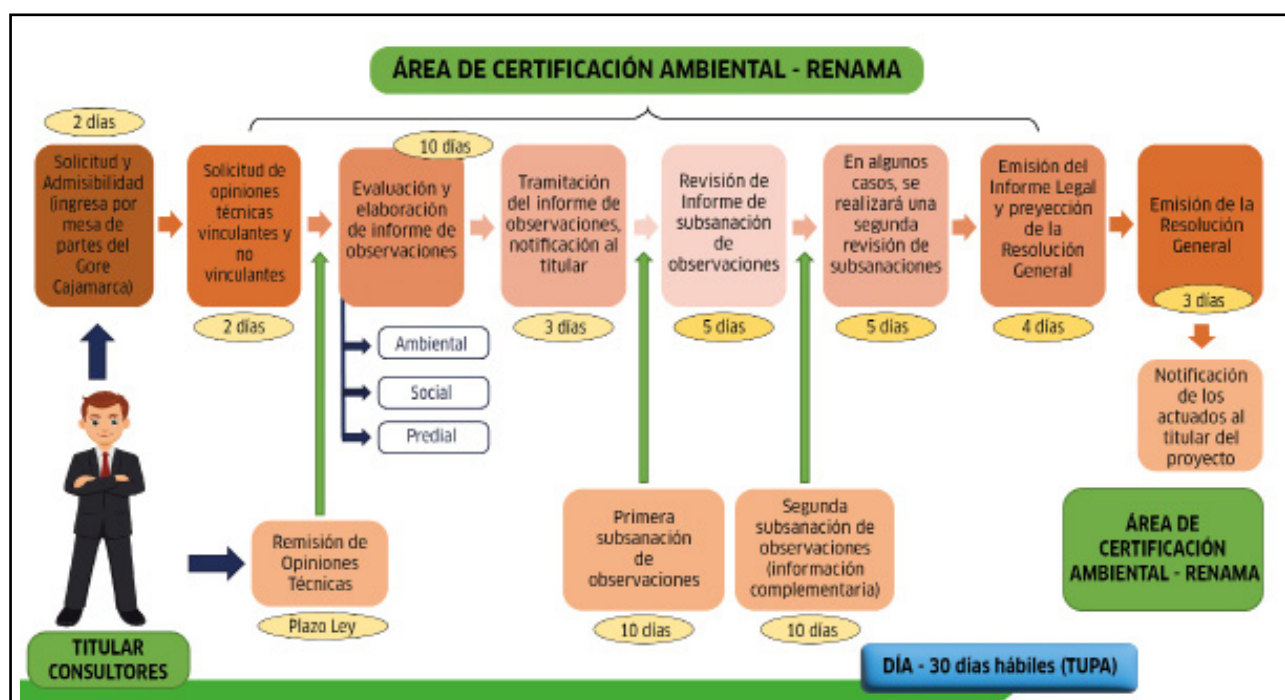 ÁREA DE CERTIFICACIÓN AMBIENTAL - RENAMA
2 días
Solicitud y
Admisibilidad
(ingresa por
mesa de
partes del
Gore
Cajamarca)
Solicitud de
opiniones
técnicas
vinculantes y
no
vinculantes
2 días
10 días
Evaluación y
elaboración
de informe de
observaciones
Ambiental
Social
Predial
Tramitación
del informe de
observaciones,
notificación al
titular
3 días
Revisión de
Informe de
subsanación
de
observaciones
5 días
En algunos
casos, se
realizará una
segunda
revisión de
subsanaciones
5 días
Emisión del
Informe Legal
y preyección
de la
Resolución
General
4 días
Emisión de la
Resolución
General
3 días
Notificación
de los
actuados al
titular del
proyecto
Remisión de
Opiniones
Técnicas
Plazo Ley
Primera
subsanación
de
observaciones
10 días
Segunda
subsanación de
observaciones
(información
complementaria)
10 días
ÁREA DE
CERTIFICACIÓN
AMBIENTAL - RENAMA
TITULAR
CONSULTORES
DÍA - 30 días hábiles (TUPA)